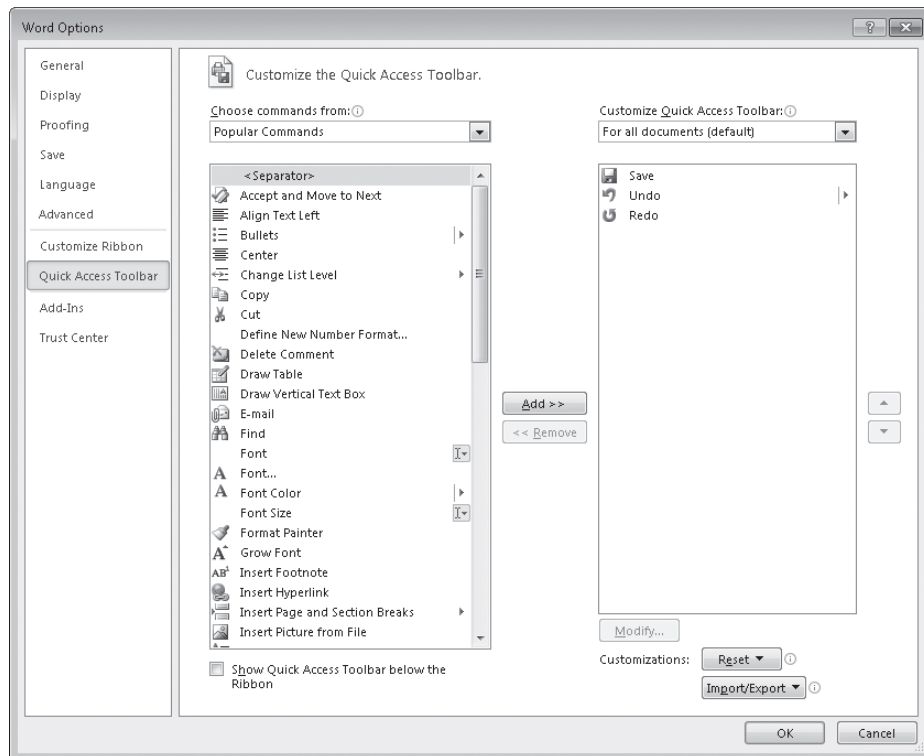 Word Options
General
Display
Proofing
Save
Language
Advanced
Customize Ribbon
Quick Access Toolbar
Add-Ins
Trust Center
Customize the Quick Access Toolbar.
Choose commands from:
Popular Commands
<Separator>
Accept and Move to Next
Align Text Left
Bullets
Center
Change List Level
Copy
Cut
Define New Number Format...
Delete Comment
Draw Table
Draw Vertical Text Box
E-mail
Find
Font
Font...
Font Color
Font Size
Format Painter
Grow Font
Insert Footnote
Insert Hyperlink
Insert Page and Section Breaks
Insert Picture from File
Show Quick Access Toolbar below the
Ribbon
Add >>
<< Remove
Customize Quick Access Toolbar:
For all documents (default)
Save
Undo
Redo
Modify...
Customizations: Reset
Import/Export
OK Cancel